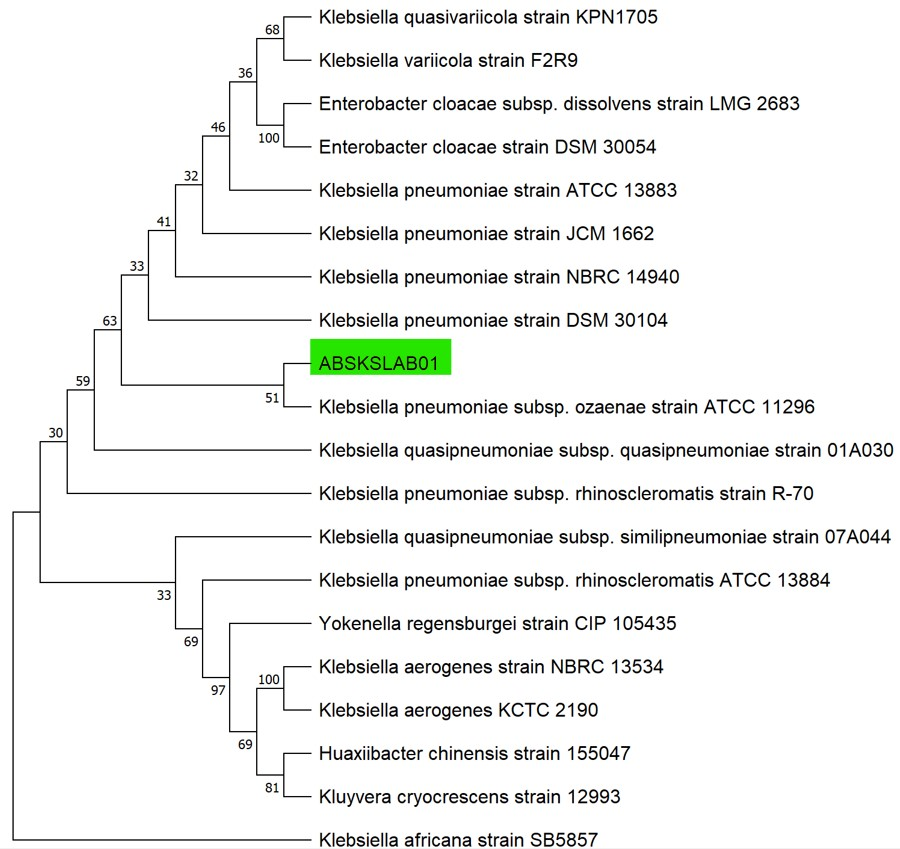 Klebsiella quasivariicola strain KPN1705
68
Klebsiella variicola strain F2R9
36
Enterobacter cloacae subsp. dissolvens strain LMG 2683
46
100
Enterobacter cloacae strain DSM 30054
32
Klebsiella pneumoniae strain ATCC 13883
41
Klebsiella pneumoniae strain JCM 1662
33
Klebsiella pneumoniae strain NBRC 14940
63
Klebsiella pneumoniae strain DSM 30104
ABSKSLAB01
59
51
Klebsiella pneumoniae subsp. ozaenae strain ATCC 11296
30
Klebsiella quasipneumoniae subsp. quasipneumoniae strain 01A030
Klebsiella pneumoniae subsp. rhinoscleromatis strain R-70
Klebsiella quasipneumoniae subsp. similipneumoniae strain 07A044
33
Klebsiella pneumoniae subsp. rhinoscleromatis ATCC 13884
69
Yokenella regensburgei strain CIP 105435
97
Klebsiella aerogenes strain NBRC 13534
100
Klebsiella aerogenes KCTC 2190
69
Huaxiibacter chinensis strain 155047
81
Kluyvera cryocrescens strain 12993
Klebsiella africana strain SB5857